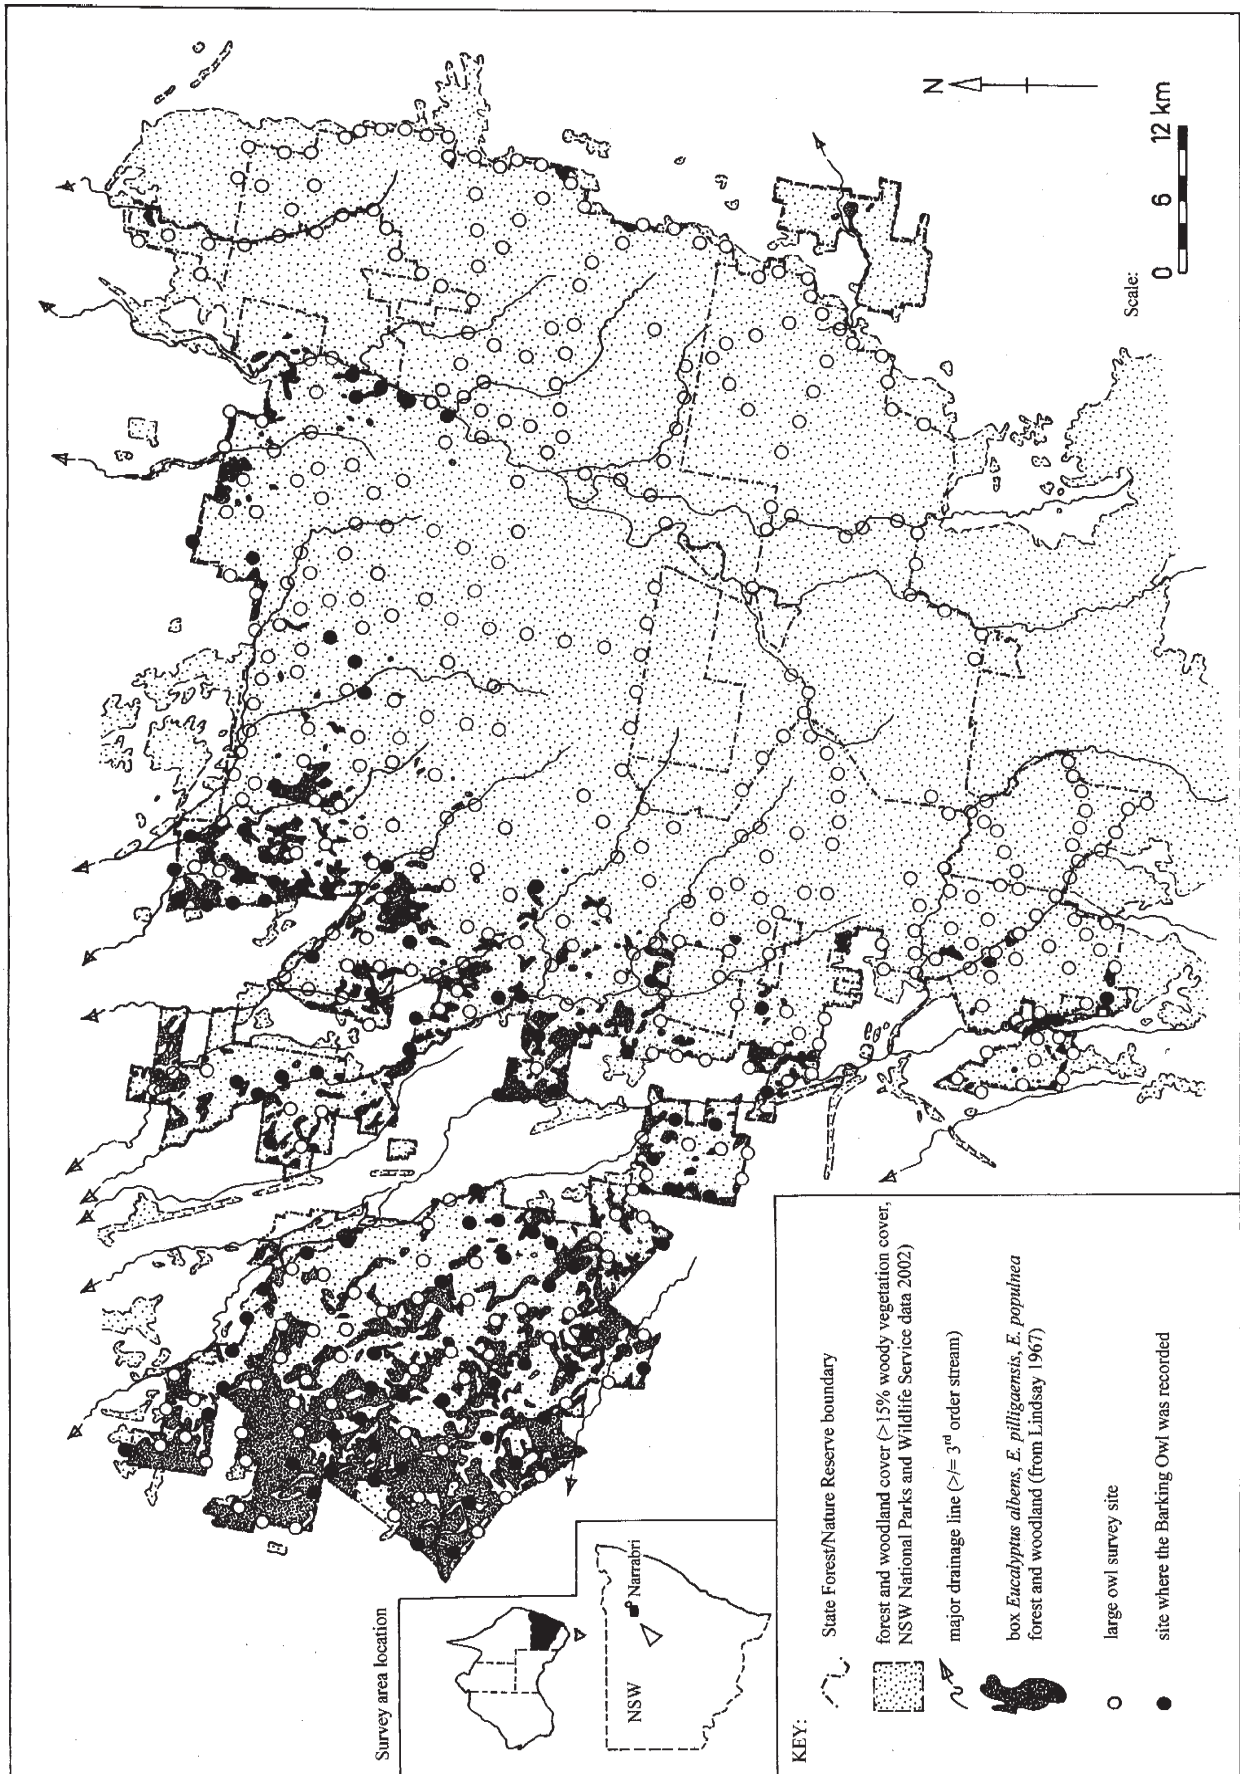 N
Scale:
0 6 12 km
Survey area location
NSW
Narrabri
KEY:
State Forest/Nature Reserve boundary
forest and woodland cover (>15% woody vegetation cover,
NSW National Parks and Wildlife Service data 2002)
major drainage line (>/= 3rd order stream)
box Eucalyptus albens, E. pilligaensis, E. populnea
forest and woodland (from Lindsay 1967)
large owl survey site
site where the Barking Owl was recorded